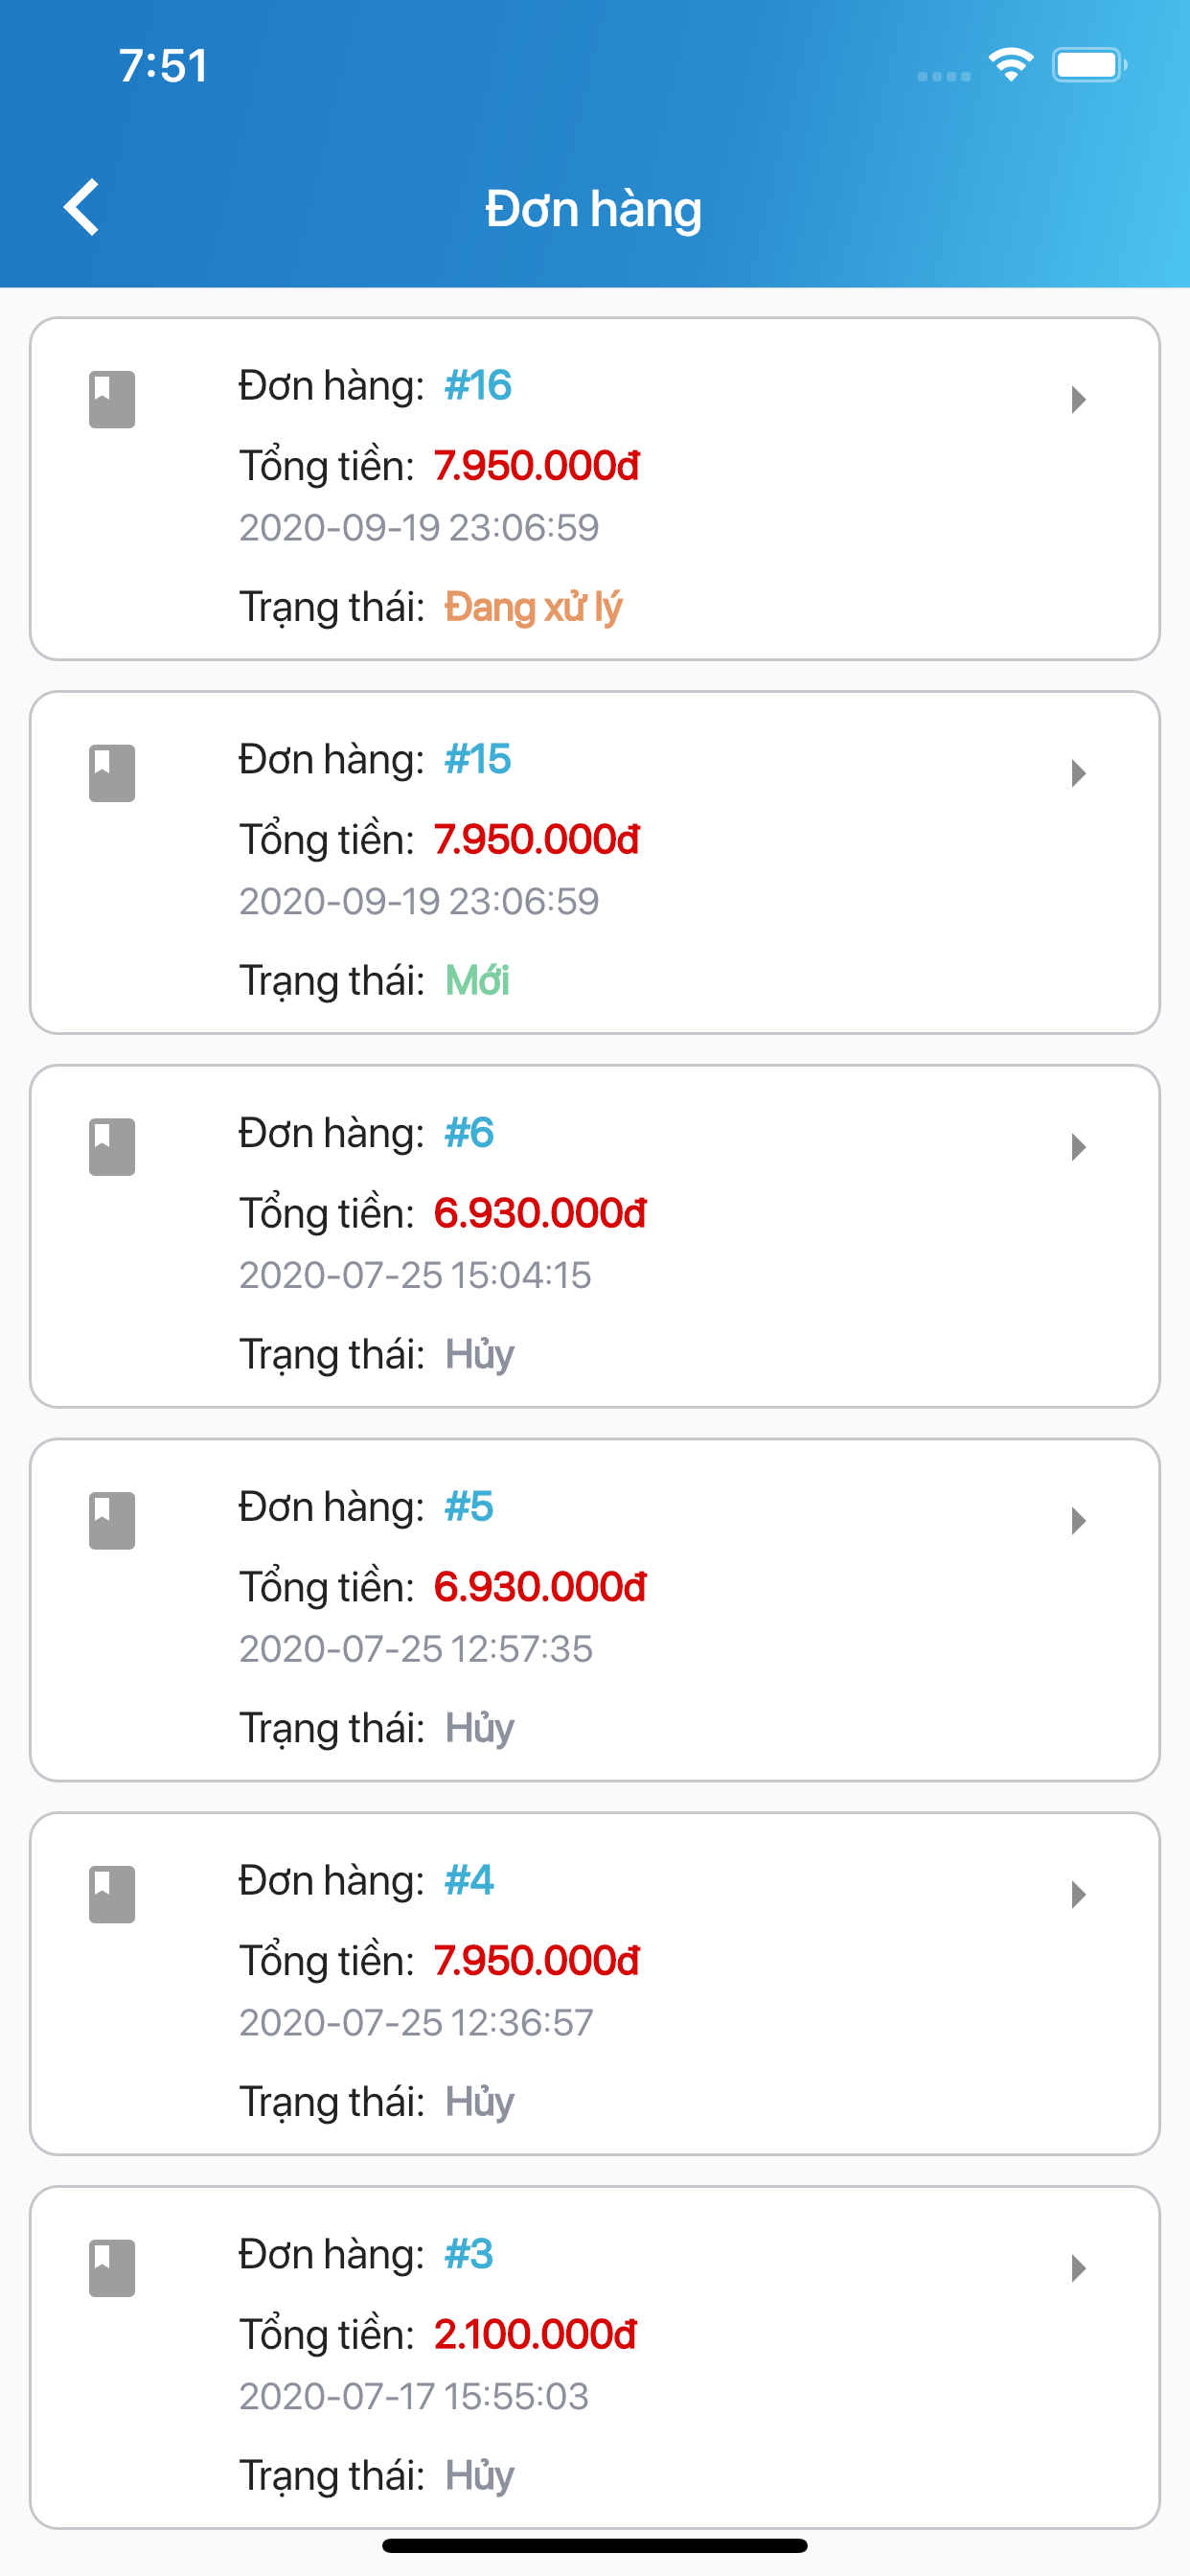 7:51
Đơn hàng
Đơn hàng: #16
Tổng tiền: 7.950.000đ
2020-09-19 23:06:59
Trạng thái: Đang xử lý
Đơn hàng: #15
Tổng tiền: 7.950.000đ
2020-09-19 23:06:59
Trạng thái: Mới
Đơn hàng: #6
Tổng tiền: 6.930.000đ
2020-07-25 15:04:15
Trạng thái: Hủy
Đơn hàng: #5
Tổng tiền: 6.930.000đ
2020-07-25 12:57:35
Trạng thái: Hủy
Đơn hàng: #4
Tổng tiền: 7.950.000đ
2020-07-25 12:36:57
Trạng thái: Hủy
Đơn hàng: #3
Tổng tiền: 2.100.000đ
2020-07-17 15:55:03
Trạng thái: Hủy